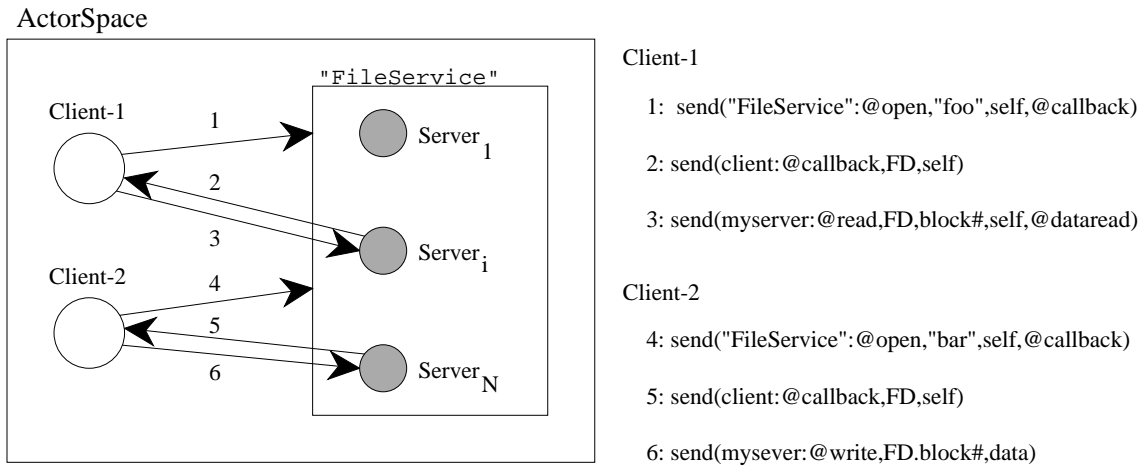 ActorSpace
"FileService"
Client-1
1
Server1
2
3
Serveri
Client-2
4
5
6
ServerN
Client-1
1: send("FileService":@open,"foo",self,@callback)
2: send(client:@callback,FD,self)
3: send(myserver:@read,FD,block#,self,@dataread)
Client-2
4: send("FileService":@open,"bar",self,@callback)
5: send(client:@callback,FD,self)
6: send(mysever:@write,FD.block#,data)